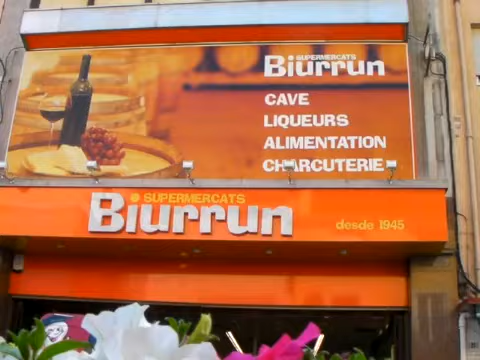 SUPERMERCATS
Biurrun
CAVE
LIQUEURS
ALIMENTATION
CHARCUTERIE
SUPERMERCATS
Biurrun
desde 1945